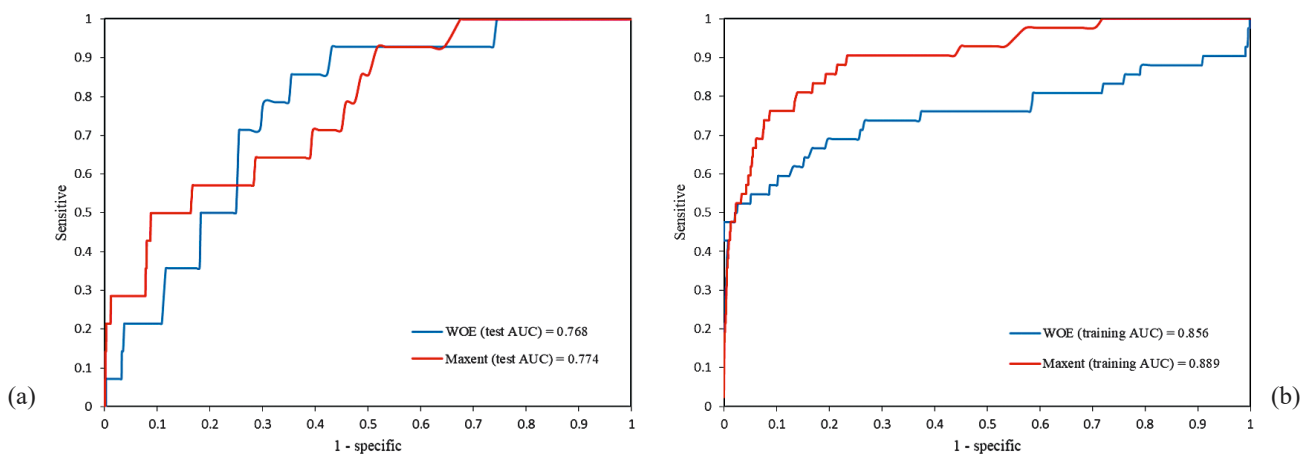 (a)
Sensitive
1
0.9
0.8
0.7
0.6
0.5
0.4
0.3
0.2
0.1
0
WOE (test AUC) = 0.768
Maxent (test AUC) = 0.774
0 0.1 0.2 0.3 0.4 0.5 0.6 0.7 0.8 0.9 1
1 - specific
Sensitive
1
0.9
0.8
0.7
0.6
0.5
0.4
0.3
0.2
0.1
0
WOE (training AUC) = 0.856
Maxent (training AUC) = 0.889
0 0.1 0.2 0.3 0.4 0.5 0.6 0.7 0.8 0.9 1
1 - specific
(b)